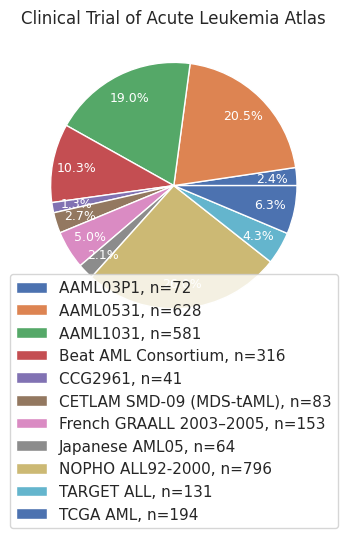 Clinical Trial of Acute Leukemia Atlas
19.0%
20.5%
10.3%
2.4%
1.3%
6.3%
2.7%
5.0%
4.3%
2.1%
AAML03P1, n=72
AAML0531, n=628
AAML1031, n=581
Beat AML Consortium, n=316
CCG2961, n=41
CETLAM SMD-09 (MDS-tAML), n=83
French GRAALL 2003–2005, n=153
Japanese AML05, n=64
NOPHO ALL92-2000, n=796
TARGET ALL, n=131
TCGA AML, n=194